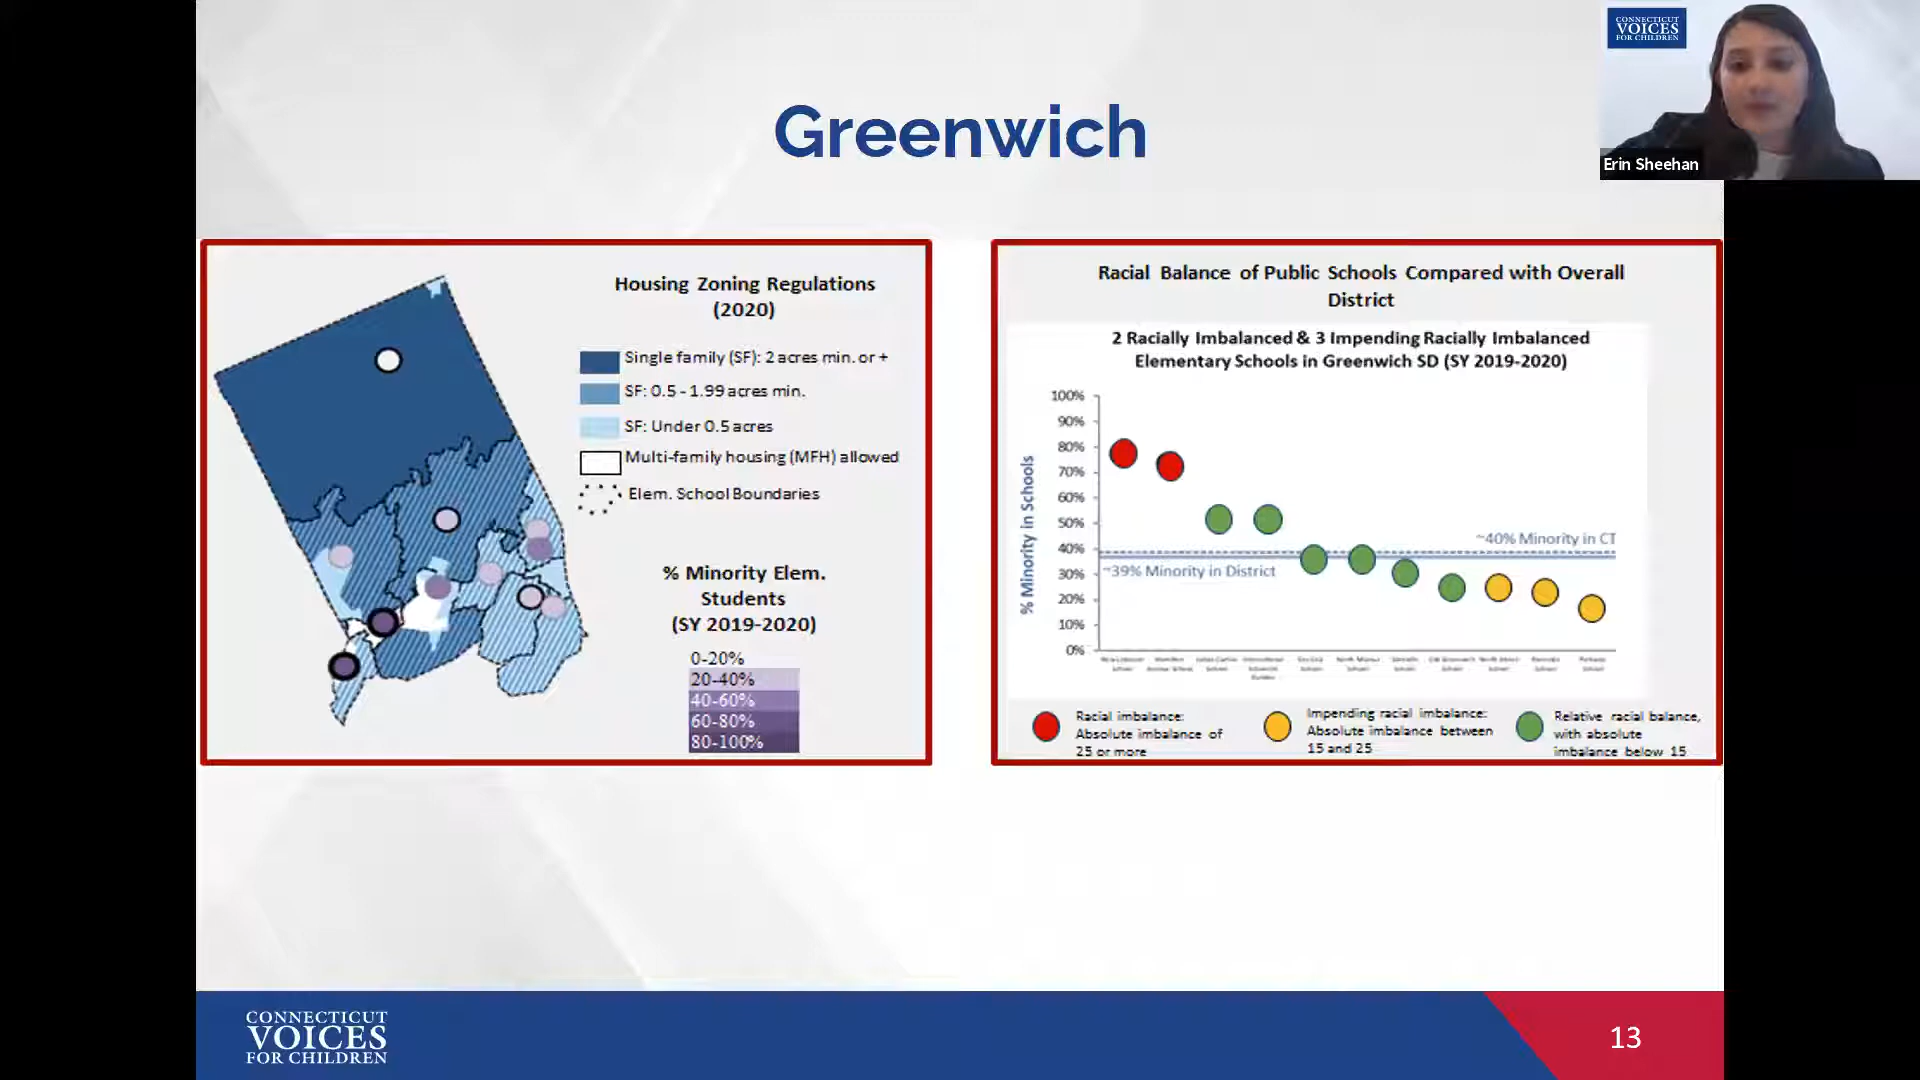 Greenwich
CONNECTICUT
VOICES
FOR CHILDREN
Erin Sheehan
Housing Zoning Regulations
(2020)
Single family (SF): 2 acres min. or +
SF: 0.5 - 1.99 acres min.
SF: Under 0.5 acres
Multi-family housing (MFH) allowed
Elem. School Boundaries
% Minority Elem.
Students
(SY 2019-2020)
0-20%
20-40%
40-60%
60-80%
80-100%
Racial Balance of Public Schools Compared with Overall
District
2 Racially Imbalanced & 3 Impending Racially Imbalanced
Elementary Schools in Greenwich SD (SY 2019-2020)
% Minority in Schools
100%
90%
80%
70%
60%
50%
40%
30%
20%
10%
0%
~40% Minority in CT
~39% Minority in District
Racial imbalance:
Absolute imbalance of
25 or more
Impending racial imbalance:
Absolute imbalance between
15 and 25
Relative racial balance,
with absolute
imbalance below 15
CONNECTICUT
VOICES
FOR CHILDREN
13